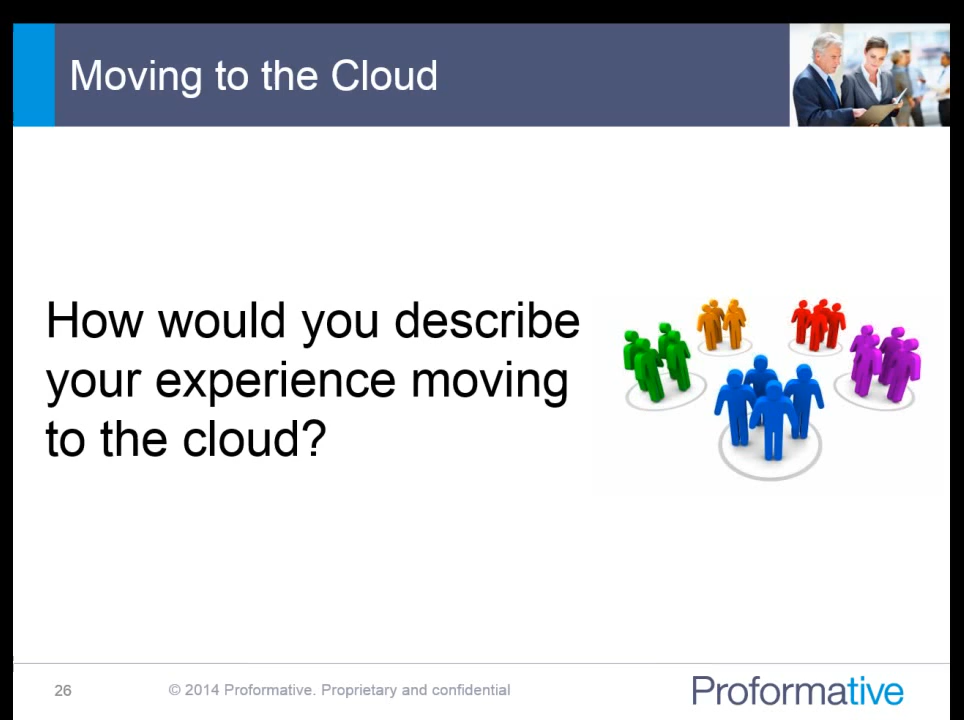 Moving to the Cloud
How would you describe
your experience moving
to the cloud?
26
© 2014 Proformative. Proprietary and confidential
Proformative